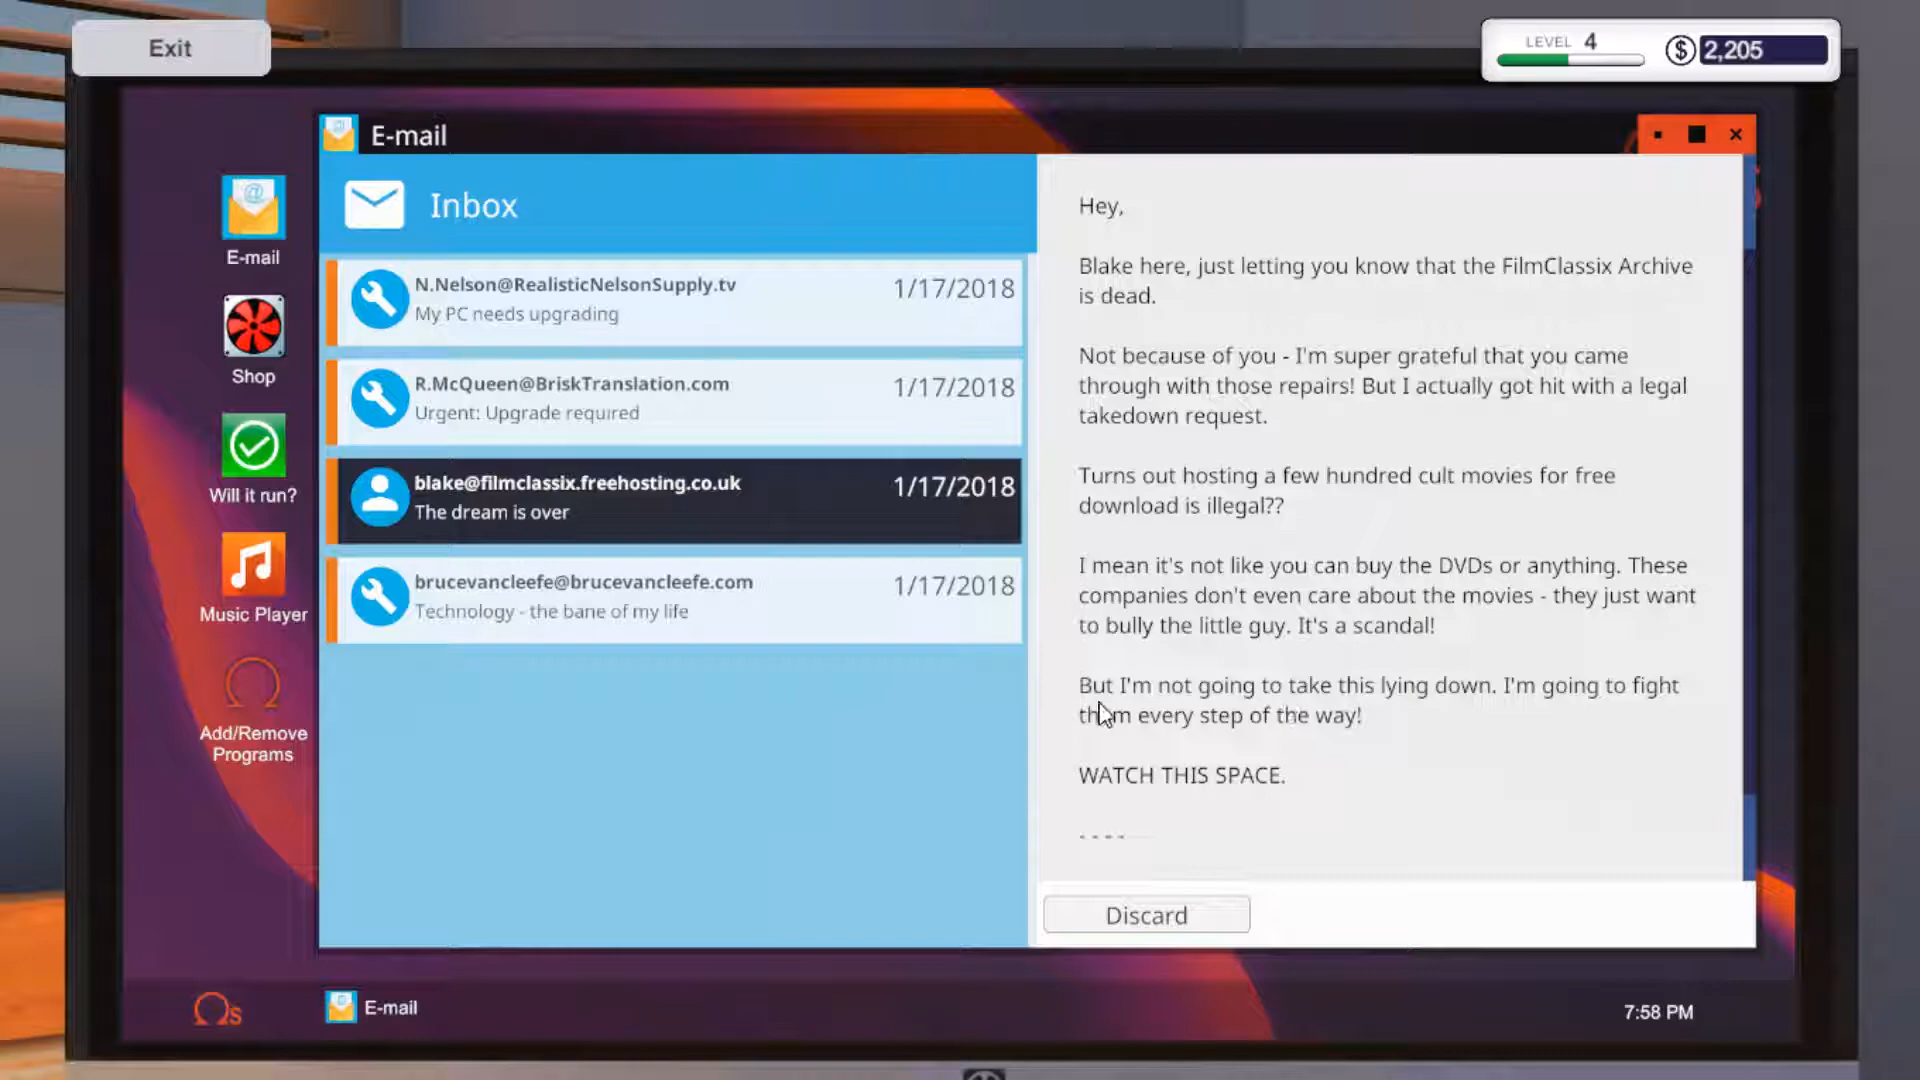 Exit
LEVEL 4
$ 2,205
E-mail
Inbox
E-mail
Shop
Will it run?
Music Player
Add/Remove
Programs
N.Nelson@RealisticNelsonSupply.tv
1/17/2018
My PC needs upgrading
R.McQueen@BriskTranslation.com
1/17/2018
Urgent: Upgrade required
blake@filmclassix.freehosting.co.uk
1/17/2018
The dream is over
brucevancleefe@brucevancleefe.com
1/17/2018
Technology - the bane of my life
Hey,
Blake here, just letting you know that the FilmClassix Archive
is dead.
Not because of you - I'm super grateful that you came
through with those repairs! But I actually got hit with a legal
takedown request.
Turns out hosting a few hundred cult movies for free
download is illegal??
I mean it's not like you can buy the DVDs or anything. These
companies don't even care about the movies - they just want
to bully the little guy. It's a scandal!
But I'm not going to take this lying down. I'm going to fight
them every step of the way!
WATCH THIS SPACE.
----
Discard
Ωs
E-mail
7:58 PM